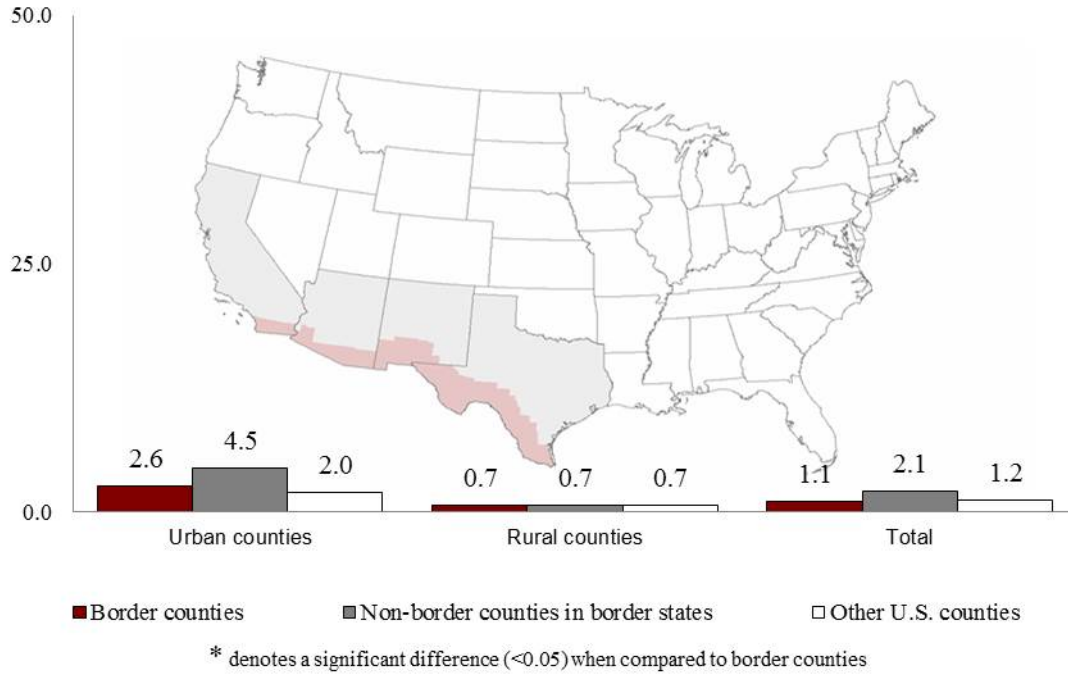 50.0
25.0
0.0
2.6 4.5 2.0 0.7 0.7 0.7 1.1 2.1 1.2
Urban counties Rural counties Total
Border counties Non-border counties in border states Other U.S. counties
* denotes a significant difference (<0.05) when compared to border counties